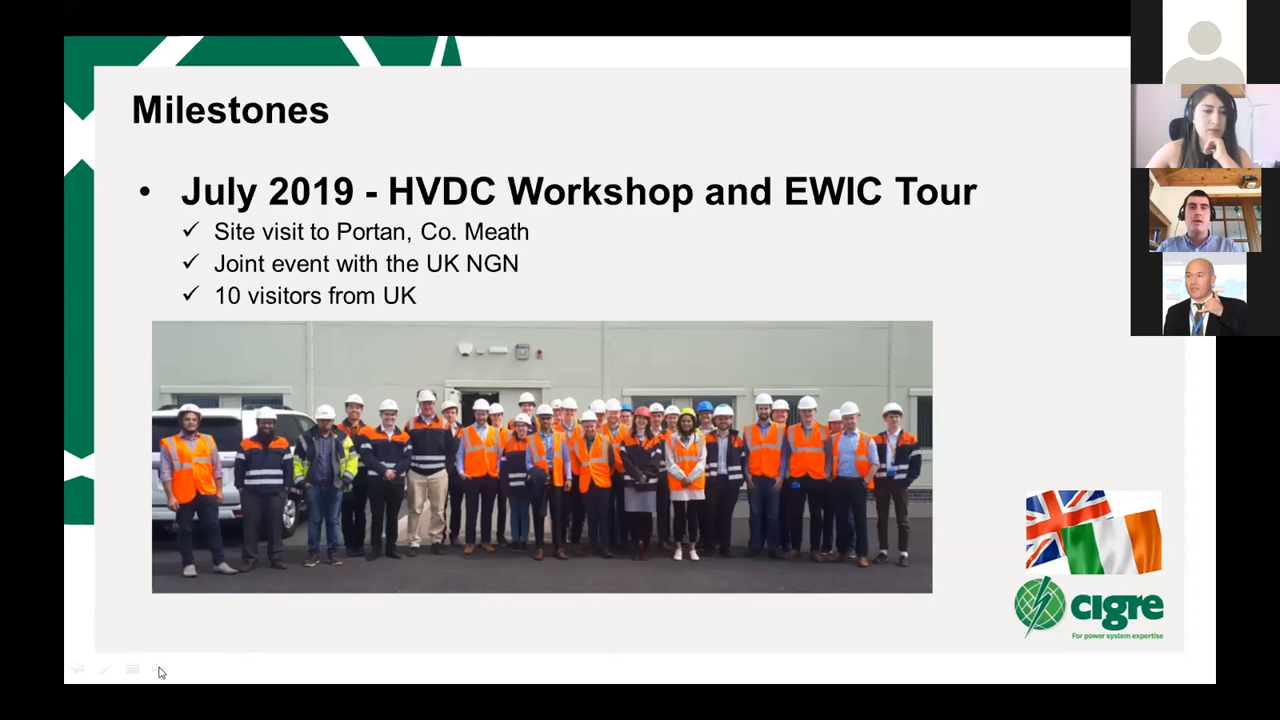 Milestones
• July 2019 - HVDC Workshop and EWIC Tour
✓ Site visit to Portan, Co. Meath
✓ Joint event with the UK NGN
✓ 10 visitors from UK
cigre
For power system expertise